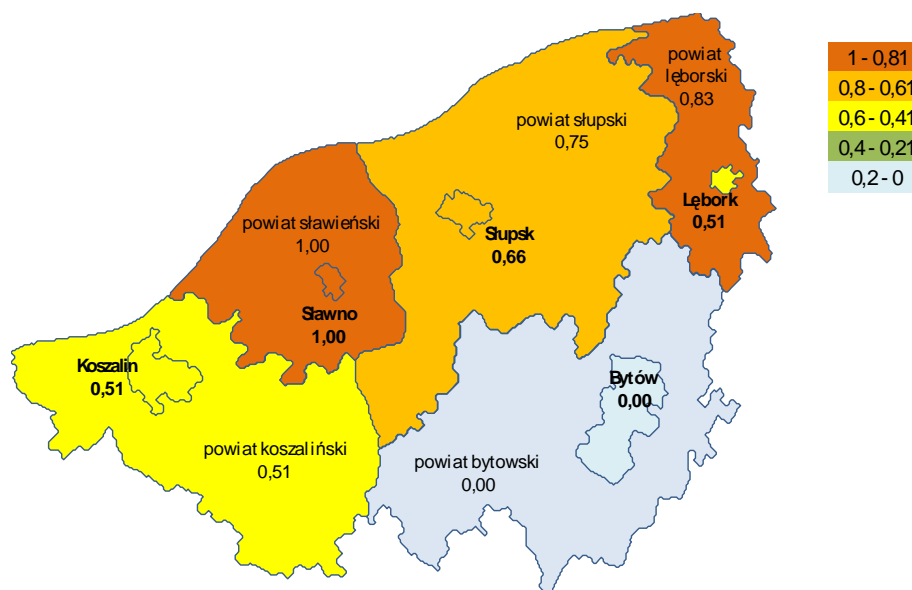 powiat
lęborski
0,83
powiat słupski
0,75
Lębork
0,51
powiat sławieński
1,00
Słupsk
0,66
Sławno
1,00
Koszalin
0,51
Bytów
0,00
powiat koszaliński
0,51
powiat bytowski
0,00
1 - 0,81
0,8 - 0,61
0,6 - 0,41
0,4 - 0,21
0,2 - 0